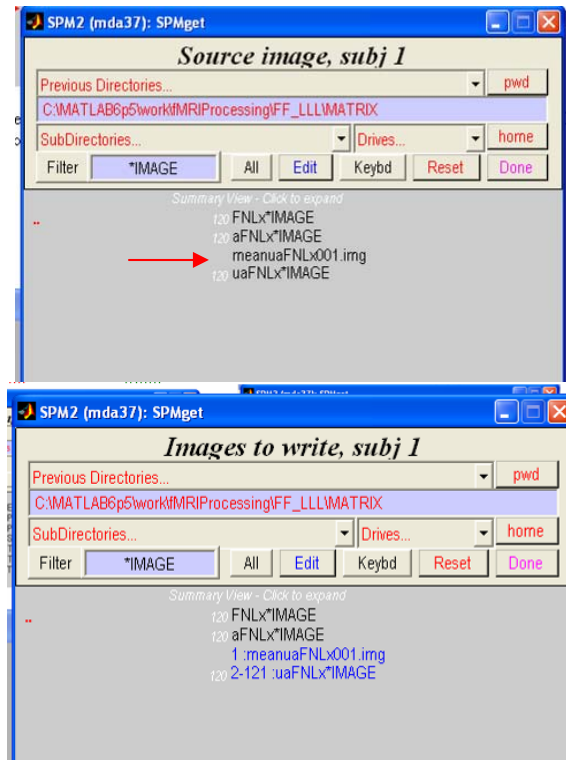 SPM2 (mda37): SPMget
Source image, subj 1
Previous Directories... pwd
C:\MATLAB6p5\work\fMRIProcessing\FF_LLL\MATRIX
SubDirectories... Drives... home
Filter *IMAGE All Edit Keybd Reset Done
Summary View - Click to expand
.. 120 FNLx*IMAGE
120 aFNLx*IMAGE
meanuaFNLx001.img
120 uaFNLx*IMAGE
SPM2 (mda37): SPMget
Images to write, subj 1
Previous Directories... pwd
C:\MATLAB6p5\work\fMRIProcessing\FF_LLL\MATRIX
SubDirectories... Drives... home
Filter *IMAGE All Edit Keybd Reset Done
Summary View - Click to expand
.. 120 FNLx*IMAGE
120 aFNLx*IMAGE
1 :meanuaFNLx001.img
120 2-121 :uaFNLx*IMAGE